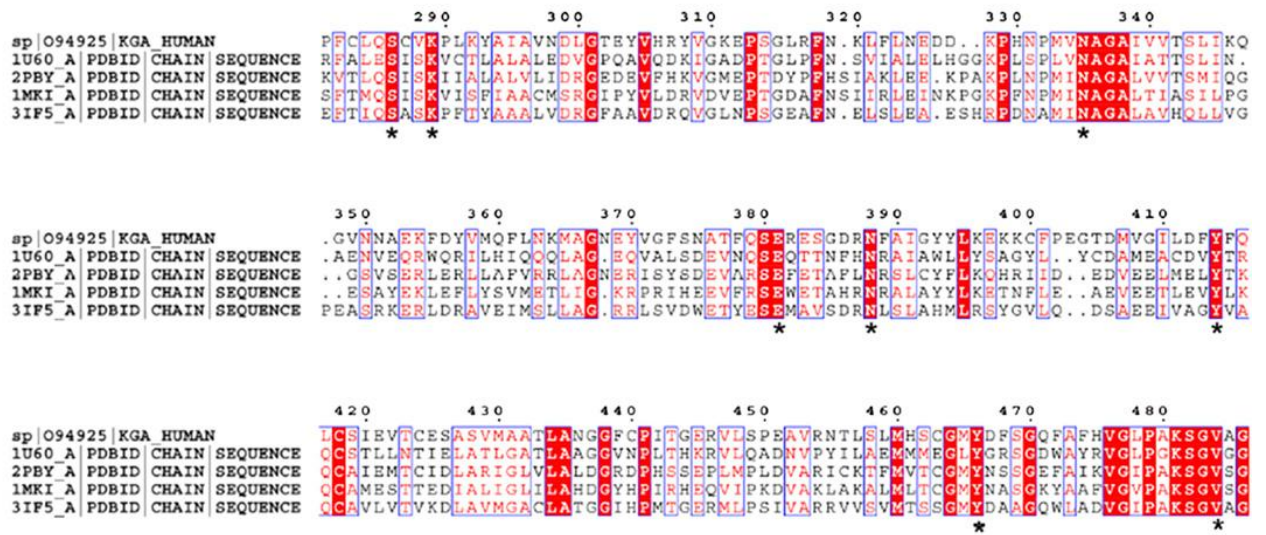 290 300 310 320 330 340
sp|O94925|KGA_HUMAN PFCLQSCVKPLKYAIAVNDLGTEYVHRYVGKEPSGLRFN.KLFLNEDD..KPHNPMVNAGAIVVTSLIKQ
1U60_A|PDBID|CHAIN|SEQUENCE RFALESISKVCTLALALEDVGPQAVQDKIGADPTGLPFN.SVIALELHGGKPLSPLVNAGAIATTSLIN.
2PBY_A|PDBID|CHAIN|SEQUENCE KVTLQSISKVIALALVLIDRGEDEVFHKVGMEPTDYPFHSIAKLEE.KPAKPLNPMINAGALVVTSMIQG
1MKI_A|PDBID|CHAIN|SEQUENCE SFTMQSISKVISFIAACMSRGIPYVLDRVDVEPTGDAFNSIIRLEINKPGKPFNPMINAGALTIASILPG
3IF5_A|PDBID|CHAIN|SEQUENCE EFTIQSASKPFTYAAALVDRGFAAVDRQVGLNPSGEAFN.ELSLEA.ESHRPDNAMINAGALAVHQLLVG
* * *
350 360 370 380 390 400 410
sp|O94925|KGA_HUMAN .GVNNAEKFDYVMQFLNKMAGNEYVGFSNATFQSERESGDRNFAIGYYLKEKKCFPEGTDMVGILDFYFQ
1U60_A|PDBID|CHAIN|SEQUENCE .AENVEQRWQRILHIQQQLAG.EQVALSDEVNQSEQTTNFHNRAIAWLLYSAGYL..YCDAMEACDVYTR
2PBY_A|PDBID|CHAIN|SEQUENCE ..GSVSERLERLLAFVRRLAGNERISYSDEVARSEFETAFLNRSLCYFLKQHRIID..EDVEELMELYTK
1MKI_A|PDBID|CHAIN|SEQUENCE ..ESAYEKLEFLYSVMETLIG.KRPRIHEEVFRSEWETAHRNRALAYYLKETNFLE..AEVEETLEVYLK
3IF5_A|PDBID|CHAIN|SEQUENCE PEASRKERLDRAVEIMSLLAG.RRLSVDWETYESEMAVSDRNLSLAHMLRSYGVLQ..DSAEEIVAGYVA
* * *
420 430 440 450 460 470 480
sp|O94925|KGA_HUMAN LCSIEVTCESASVMAATLANGGFCPITGERVLSPEAVRNTLSLMHSCGMYDFSGQFAFHVGLPAKSGVAG
1U60_A|PDBID|CHAIN|SEQUENCE QCSTLLNTIELATLGATLAAGGVNPLTHKRVLQADNVPYILAEMMMEGLYGRSGDWAYRVGLPGKSGVGG
2PBY_A|PDBID|CHAIN|SEQUENCE QCAIEMTCIDLARIGLVLALDGRDPHSSEPLMPLDVARICKTFMVTCGMYNSSGEFAIKVGIPAKSGVSG
1MKI_A|PDBID|CHAIN|SEQUENCE QCAMESTTEDIALIGLILAHDGYHPIRHEQVIPKDVAKLAKALMLTCGMYNASGKYAAFVGVPAKSGVSG
3IF5_A|PDBID|CHAIN|SEQUENCE QCAVLVTVKDLAVMGACLATGGIHPMTGERMLPSIVARRVVSVMTSSGMYDAAGQWLADVGIPAKSGVAG
* *